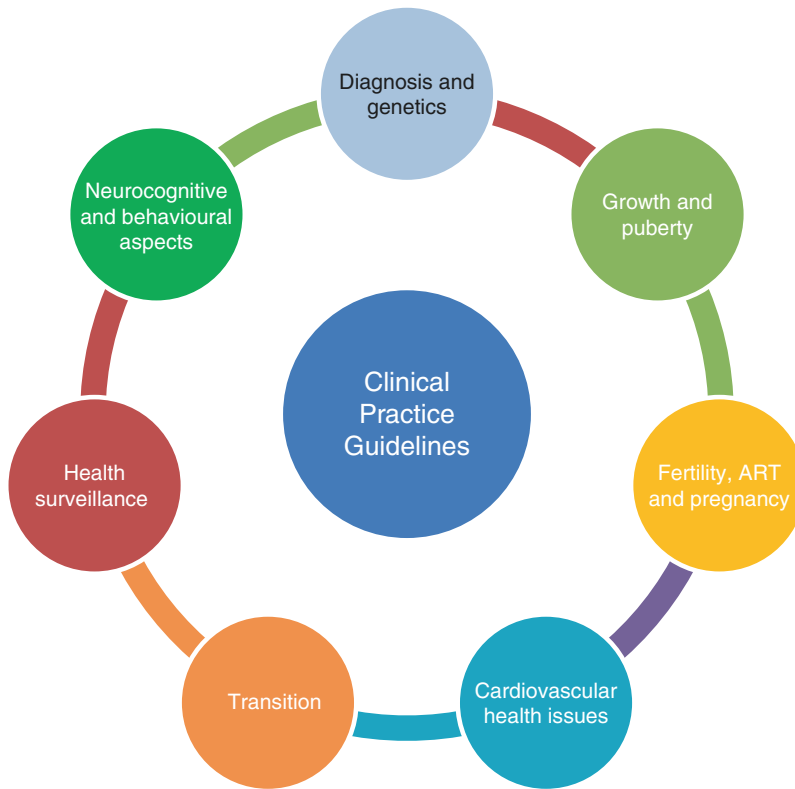 Diagnosis and
genetics
Growth and
puberty
Fertility, ART
and pregnancy
Cardiovascular
health issues
Transition
Health
surveillance
Neurocognitive
and behavioural
aspects
Clinical
Practice
Guidelines